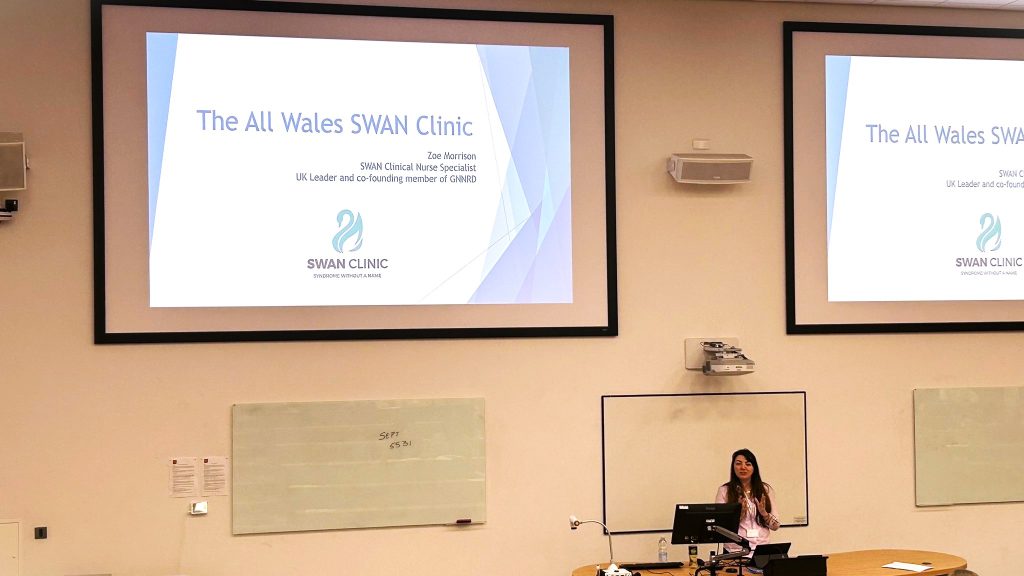 The All Wales SWAN Clinic
Zoe Morrison
SWAN Clinical Nurse Specialist
UK Leader and co-founding member of GNNRD
SWAN CLINIC
SYNDROME WITHOUT A NAME
The All Wales SWA
SWAN C
UK Leader and co-found
SWAN CLINIC
SYNDROME WITHOUT A NAME
SEPT